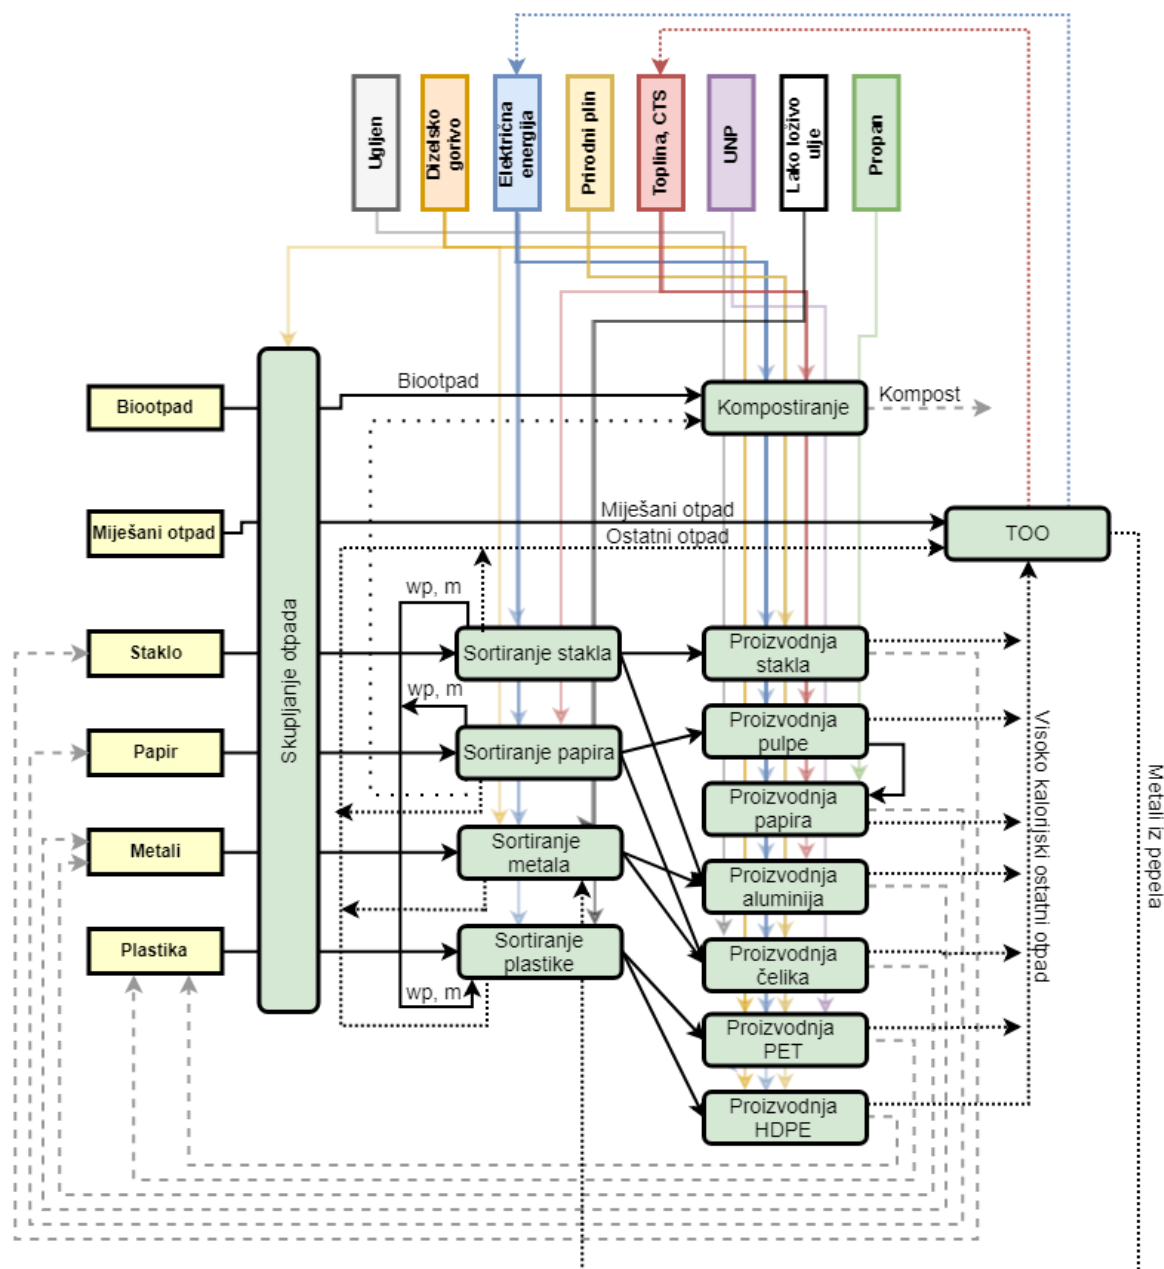 Ugljen
Dizelsko
gorivo
Električna
energija
Prirodni plin
Toplina, CTS
UNP
Lako loživo
ulje
Propan
Biootpad
Biootpad
Kompostiranje
Kompost
Miješani otpad
Miješani otpad
Ostatni otpad
TOO
Skupljanje otpada
wp, m
Staklo
Sortiranje stakla
Proizvodnja
stakla
wp, m
Papir
Sortiranje papira
Proizvodnja
pulpe
Proizvodnja
papira
Metali
Sortiranje
metala
Proizvodnja
aluminija
Plastika
Sortiranje
plastike
Proizvodnja
čelika
wp, m
Proizvodnja
PET
Proizvodnja
HDPE
Visoko kalorijski ostatni otpad
Metali iz pepela